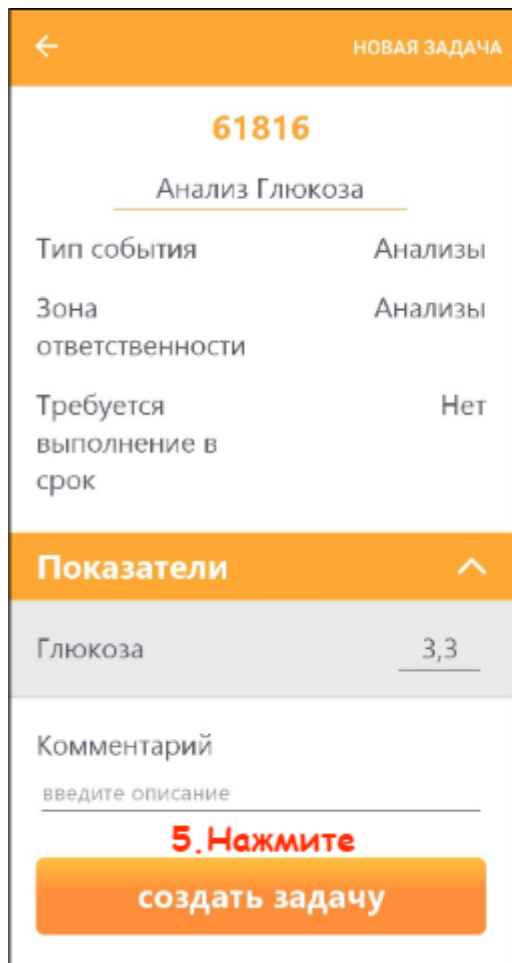 НОВАЯ ЗАДАЧА
61816
Анализ Глюкоза
Тип события Анализы
Зона Анализы
ответственности
Требуется Нет
выполнение в
срок
Показатели
Глюкоза 3,3
Комментарий
введите описание
5.Нажмите
создать задачу